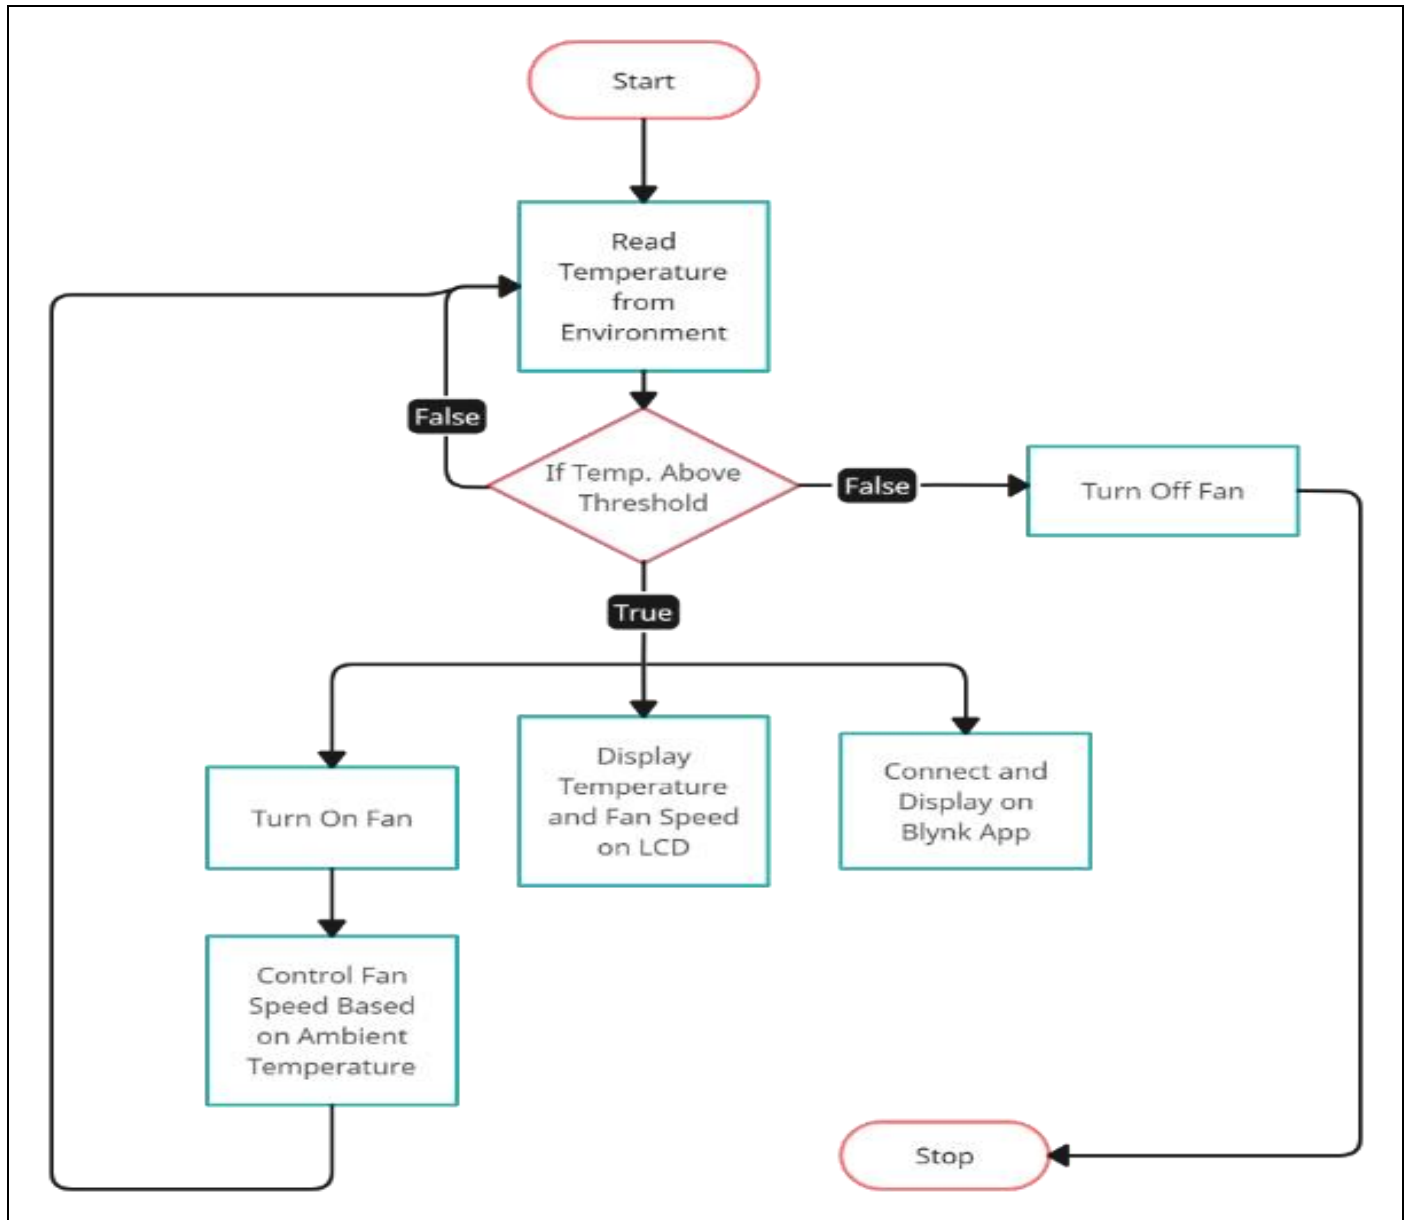 Start
Read
Temperature
from
Environment
False
If Temp. Above
Threshold
False
Turn Off Fan
True
Turn On Fan
Display
Temperature
and Fan Speed
on LCD
Connect and
Display on
Blynk App
Control Fan
Speed Based
on Ambient
Temperature
Stop